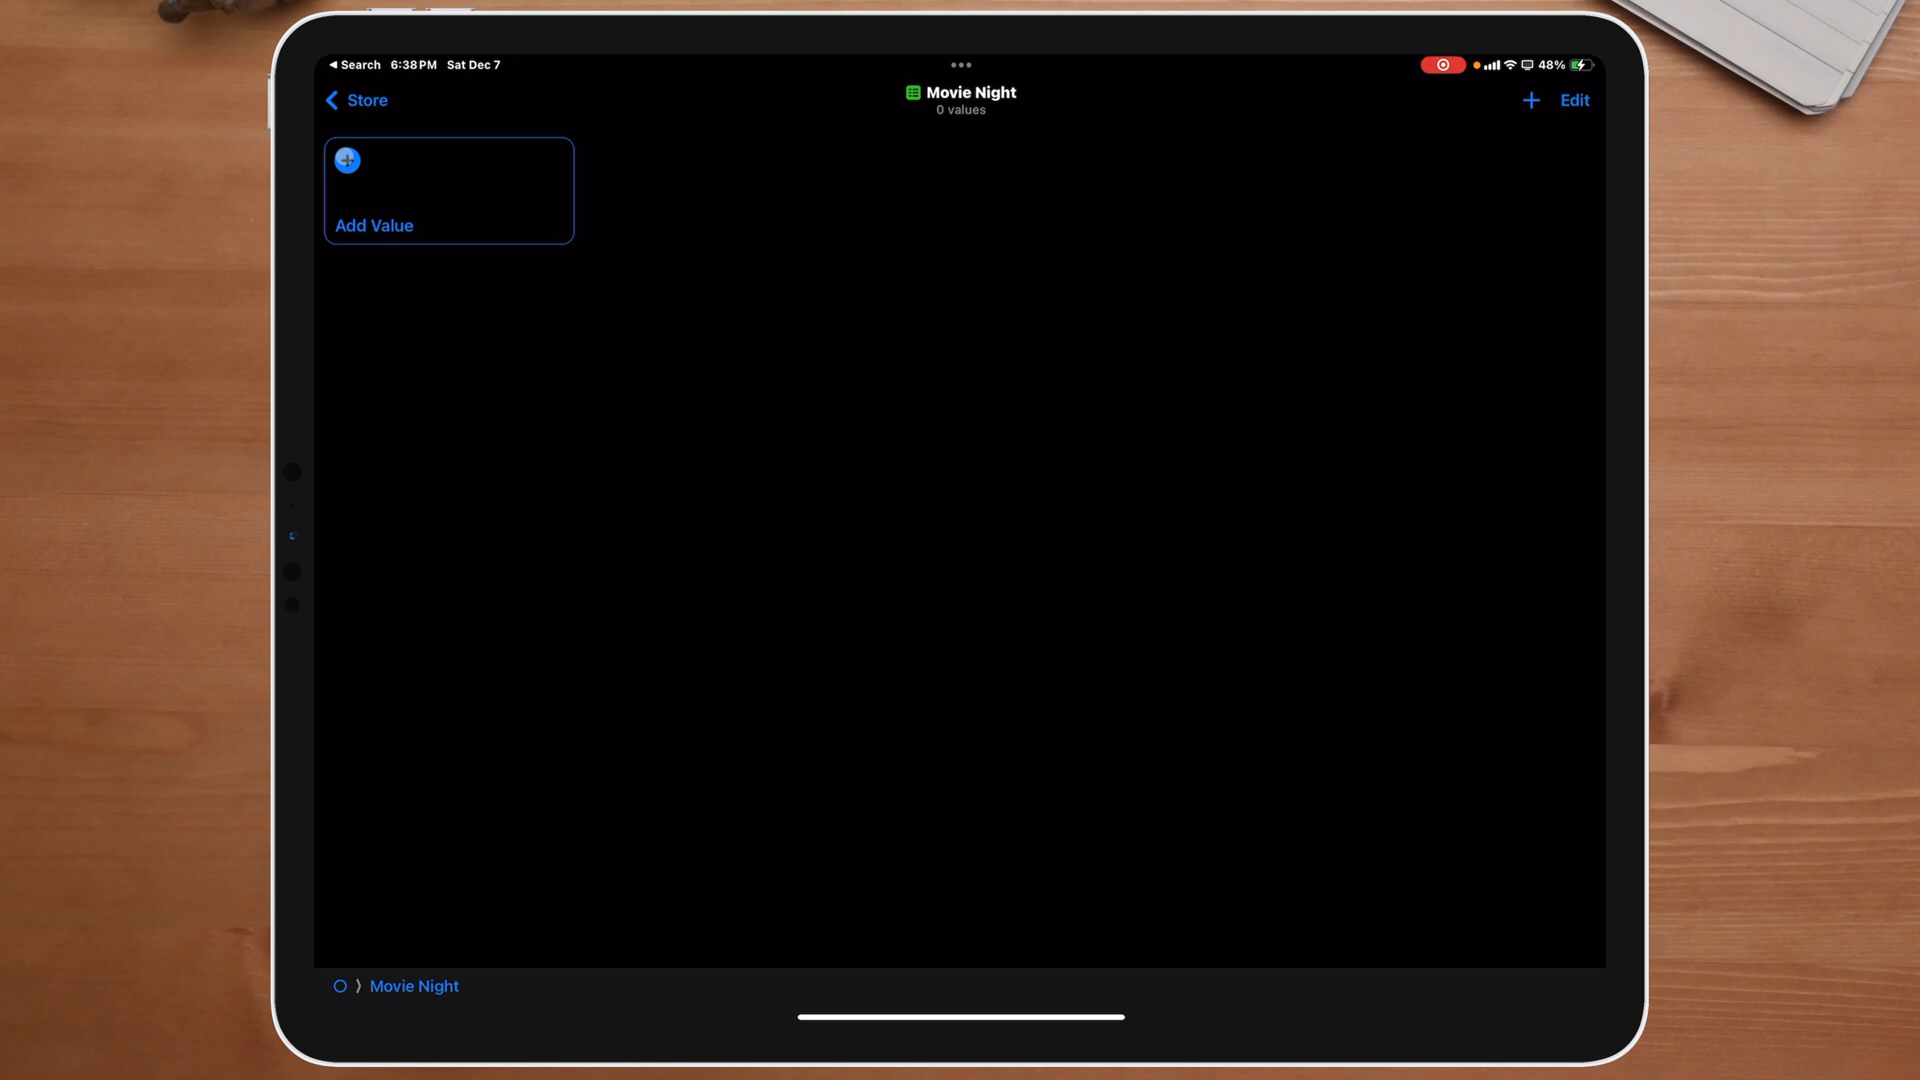 Search 6:38 PM Sat Dec 7
48%
Store
Movie Night
0 values
Edit
Add Value
Movie Night